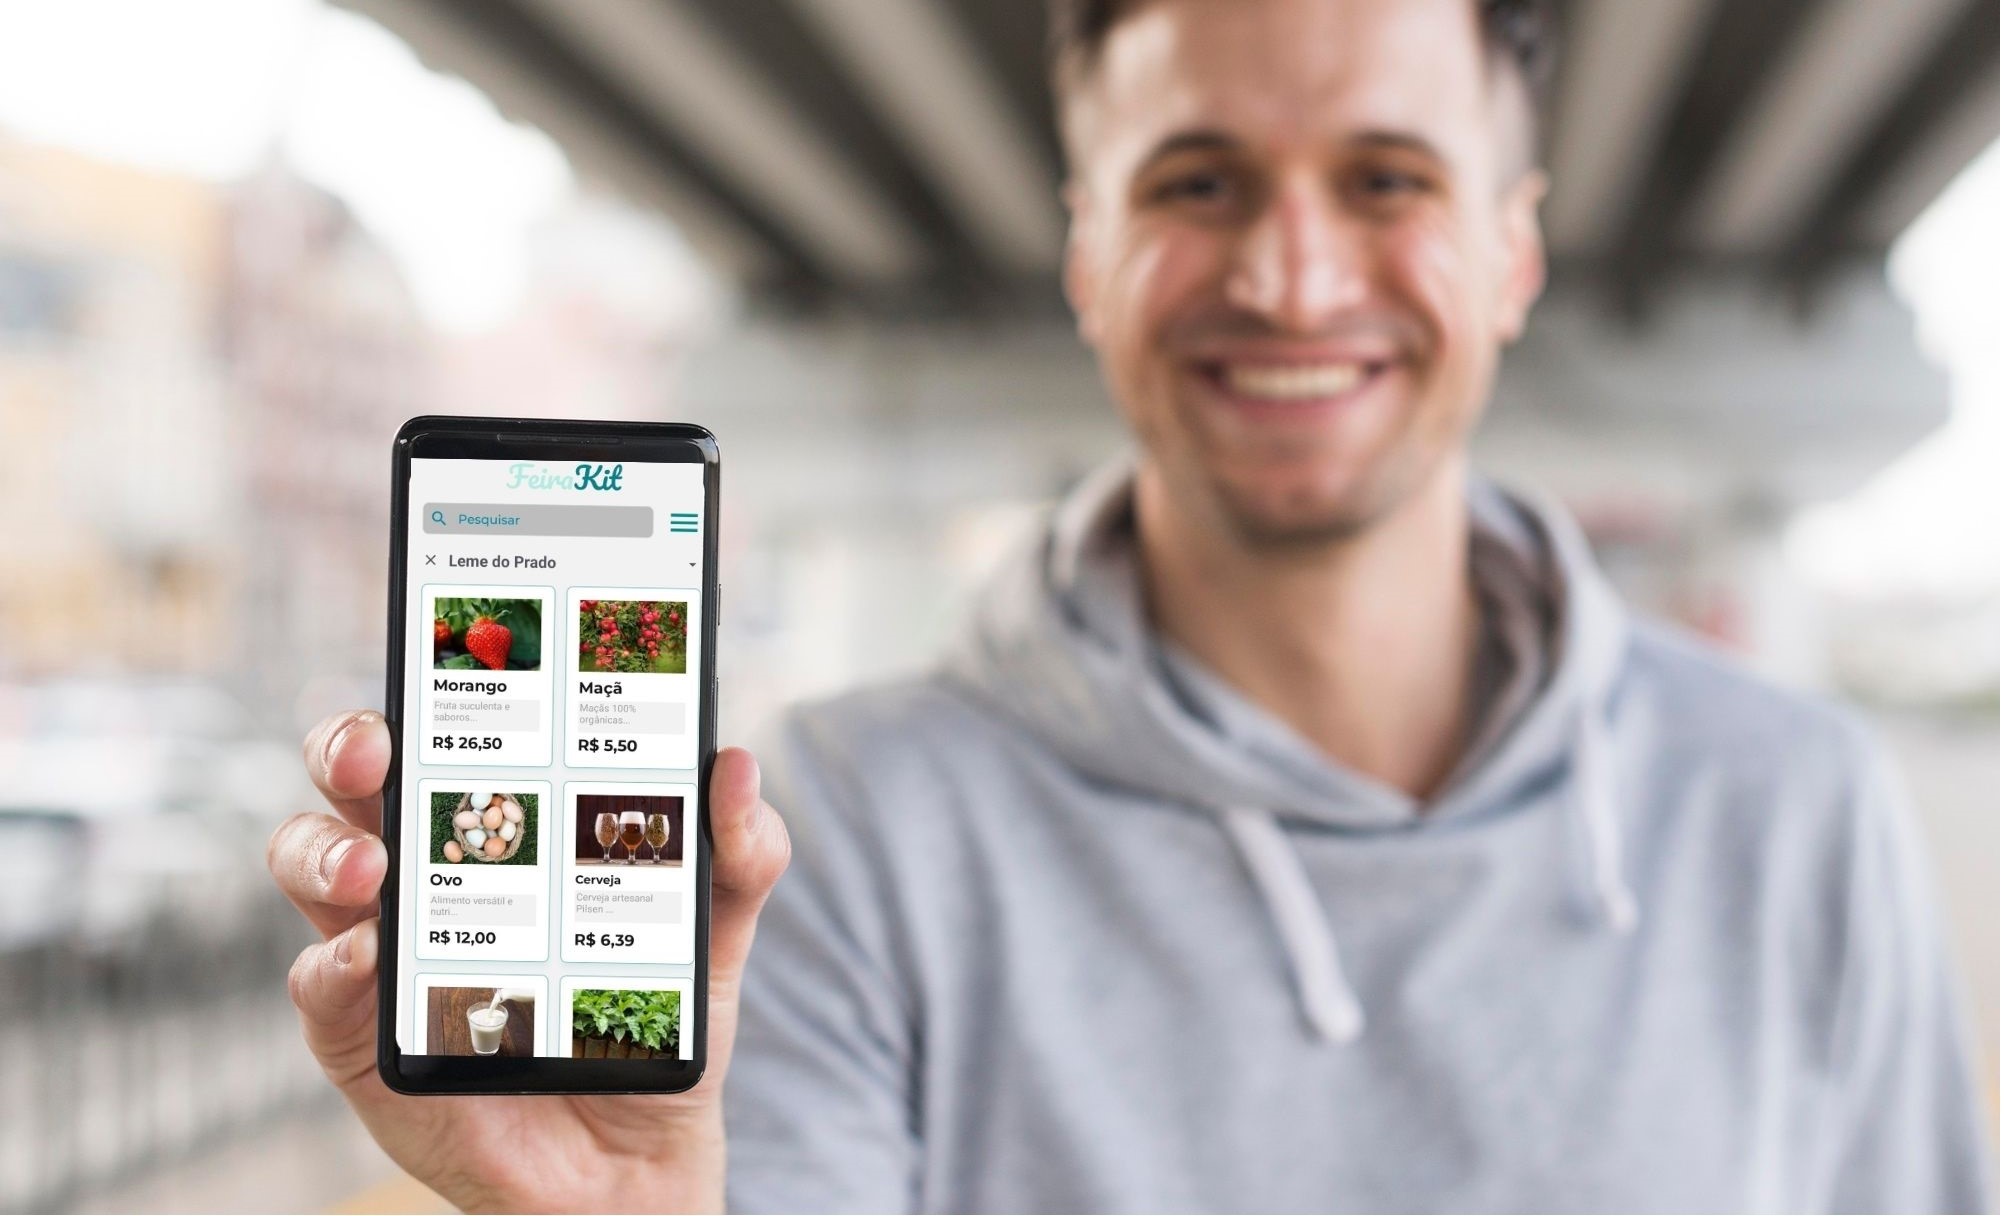 FeiraKit
Pesquisar
Leme do Prado
Morango
Fruta suculenta e
saboros...
R$ 26,50
Maçã
Maçãs 100%
orgânicas...
R$ 5,50
Ovo
Alimento versátil e
nutri...
R$ 12,00
Cerveja
Cerveja artesanal
Pilsen ...
R$ 6,39